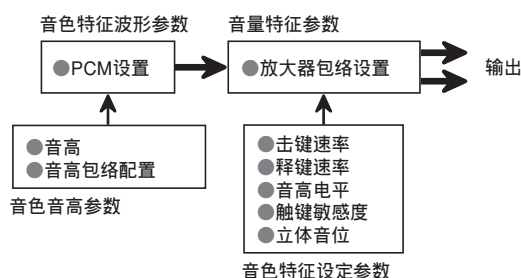 音色特征波形参数
●PCM设置
音量特征参数
●放大器包络设置
输出
●音高
●音高包络配置
音色音高参数
●击键速率
●释键速率
●音高电平
●触键敏感度
●立体音位
音色特征设定参数